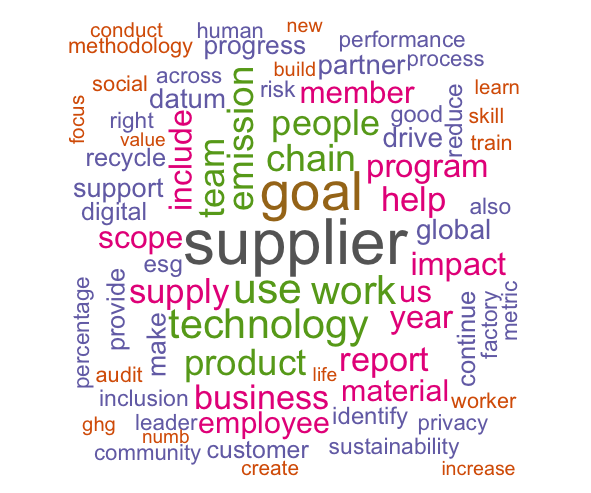 conduct human new
methodology progress performance
build partner process
social across risk member learn
datum emission reduce
focus right include team people good skill
value drive train
recycle chain program
support goal help also
digital
scope supplier global
esg impact
supply use work us
percentage provide year continue factory metric
make technology
product report
audit life
inclusion business material worker
ghg leader employee identify privacy
numb
community customer sustainability
create increase